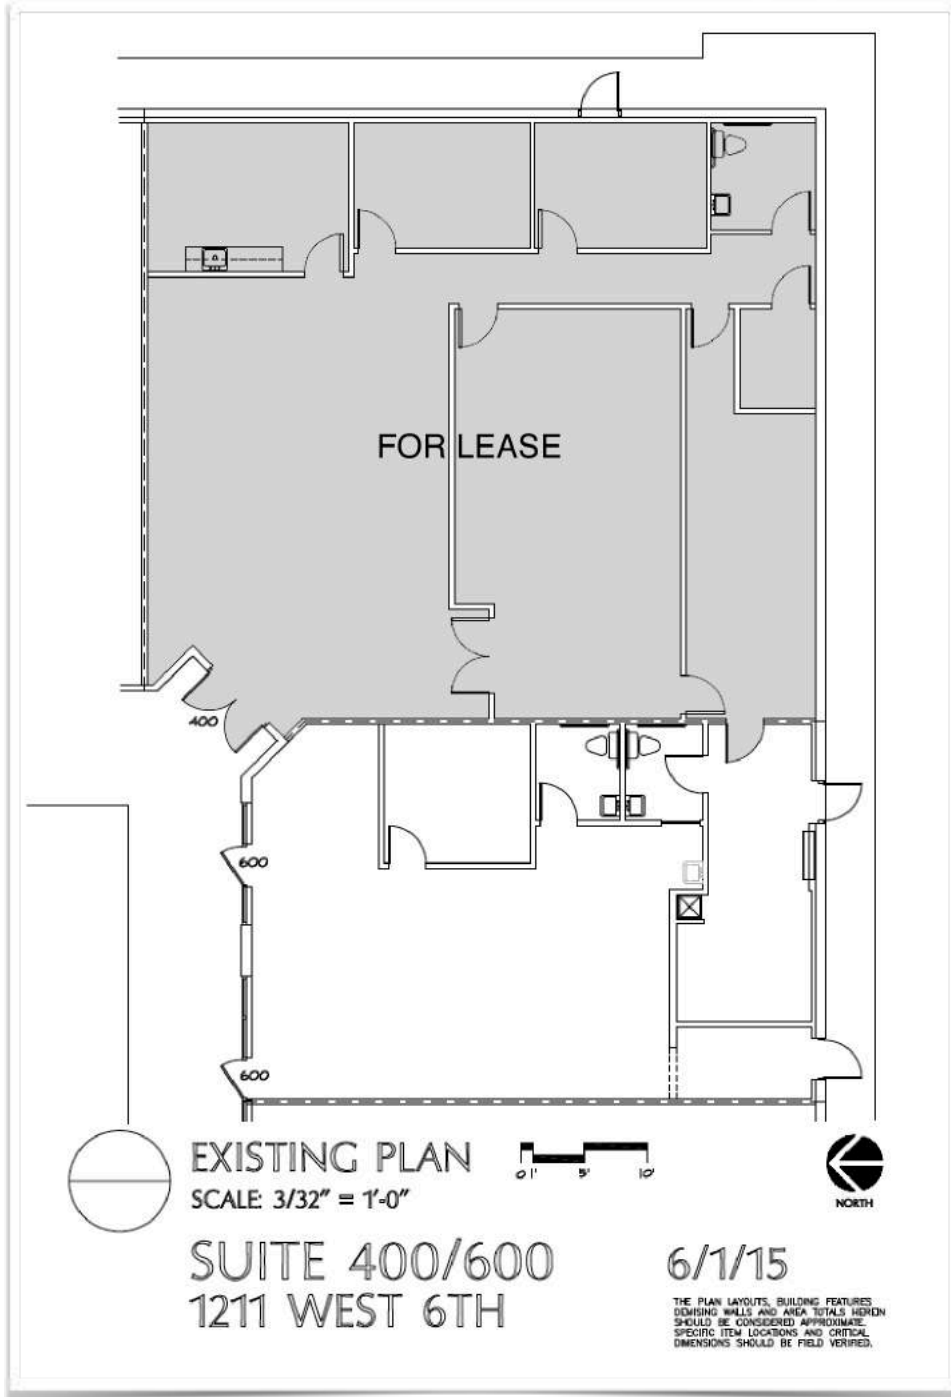 FOR LEASE
400
600
600
EXISTING PLAN
SCALE: 3/32" = 1'-0"
0 1' 5' 10'
NORTH
SUITE 400/600
1211 WEST 6TH
6/1/15
THE PLAN LAYOUTS, BUILDING FEATURES
DEMISING WALLS AND AREA TOTALS HEREIN
SHOULD BE CONSIDERED APPROXIMATE.
SPECIFIC ITEM LOCATIONS AND CRITICAL
DIMENSIONS SHOULD BE FIELD VERIFIED.